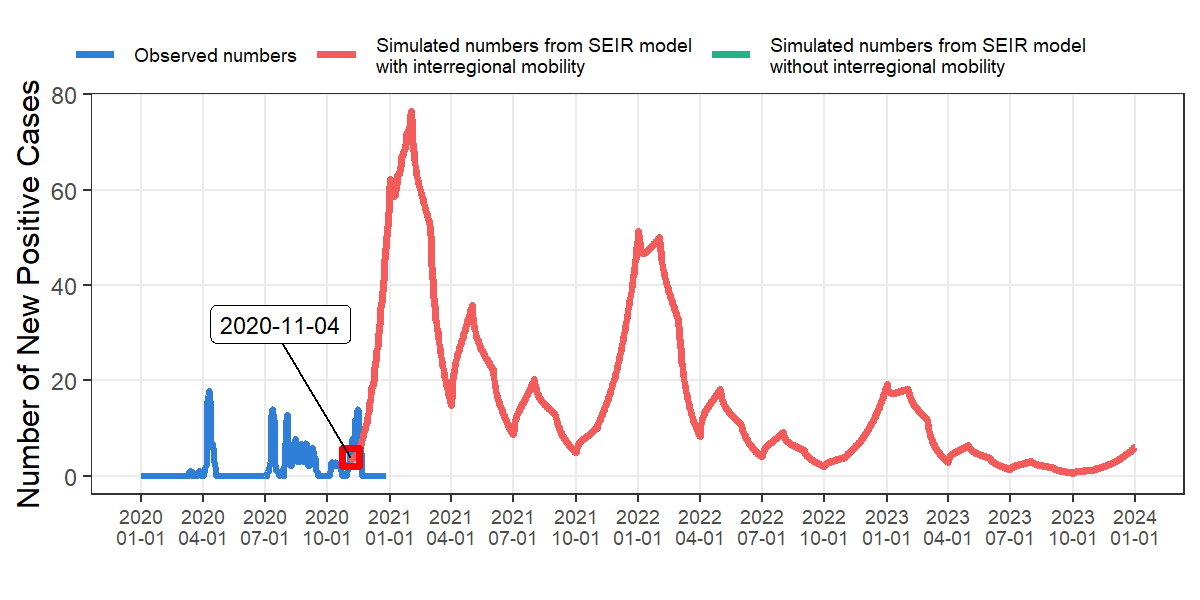 Observed numbers
Simulated numbers from SEIR model
with interregional mobility
Simulated numbers from SEIR model
without interregional mobility
Number of New Positive Cases
80
60
40
20
0
2020-11-04
2020 2020 2020 2020 2021 2021 2021 2021 2022 2022 2022 2022 2023 2023 2023 2023 2024
01-01 04-01 07-01 10-01 01-01 04-01 07-01 10-01 01-01 04-01 07-01 10-01 01-01 04-01 07-01 10-01 01-01